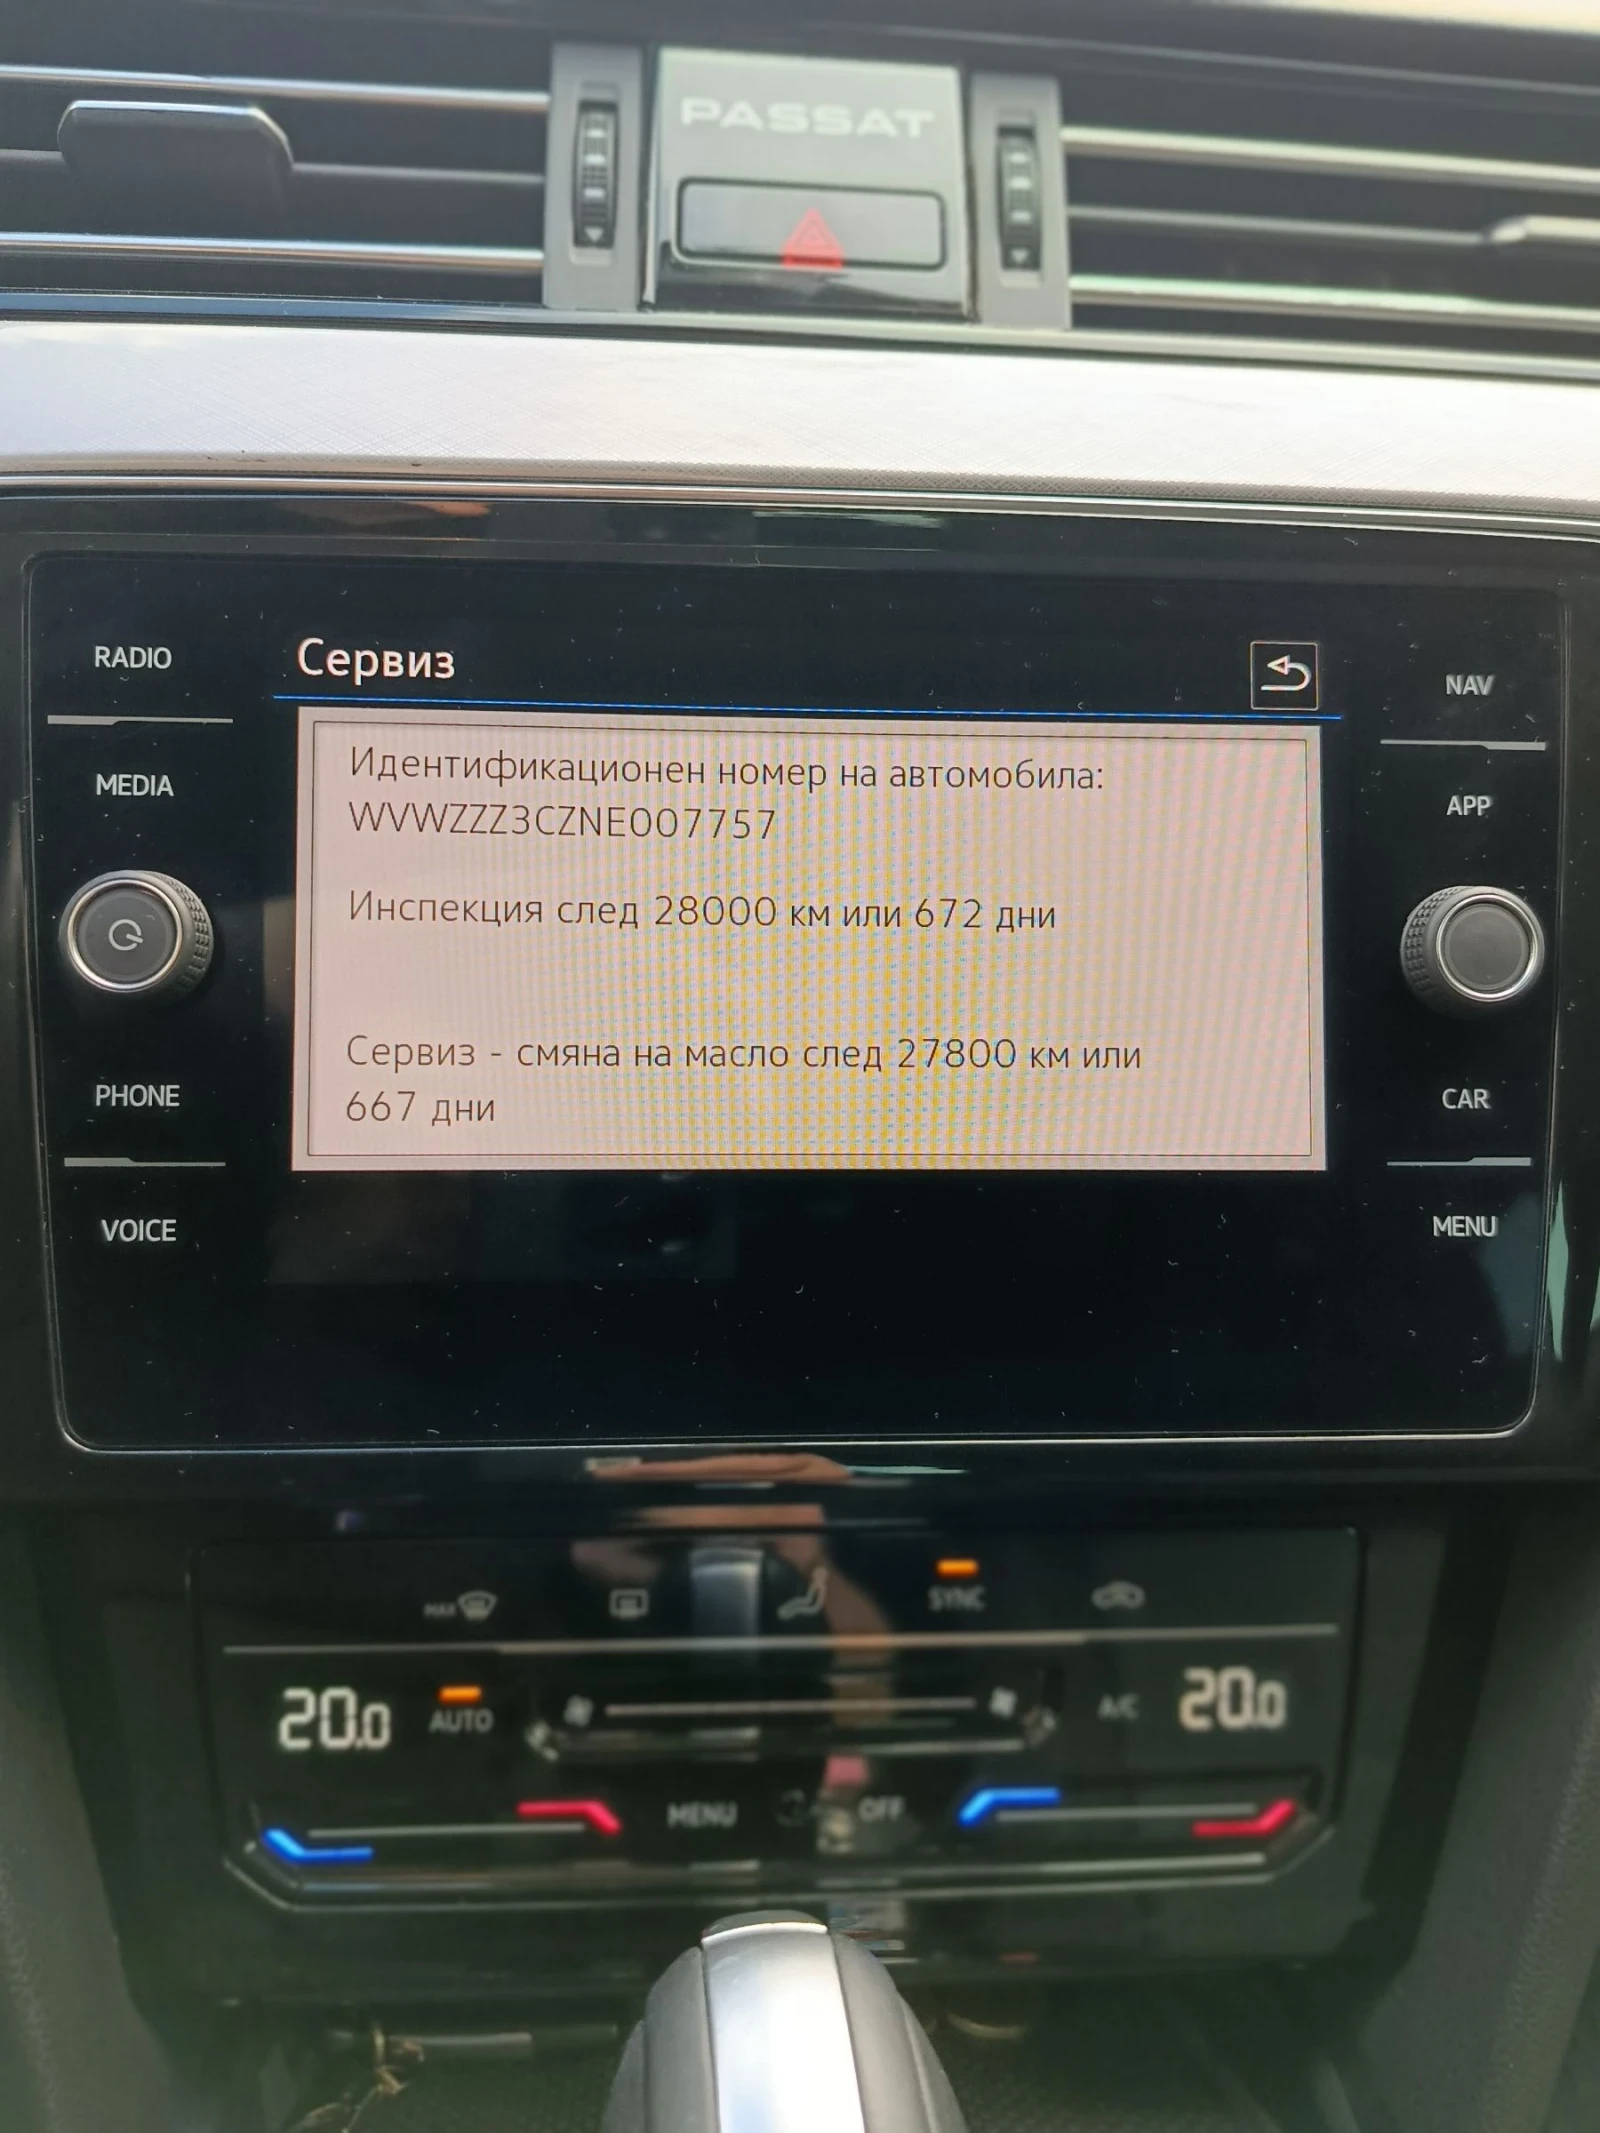 PASSAT
RADIO
Сервиз
NAV
MEDIA
Идентификационен номер на автомобила:
WVWZZZ3CZNE007757
APP
Инспекция след 28000 км или 672 дни
Сервиз - смяна на масло след 27800 км или
667 дни
PHONE
CAR
VOICE
MENU
MAX
SYNC
20.0
AUTO
A/C
20.0
MENU
OFF